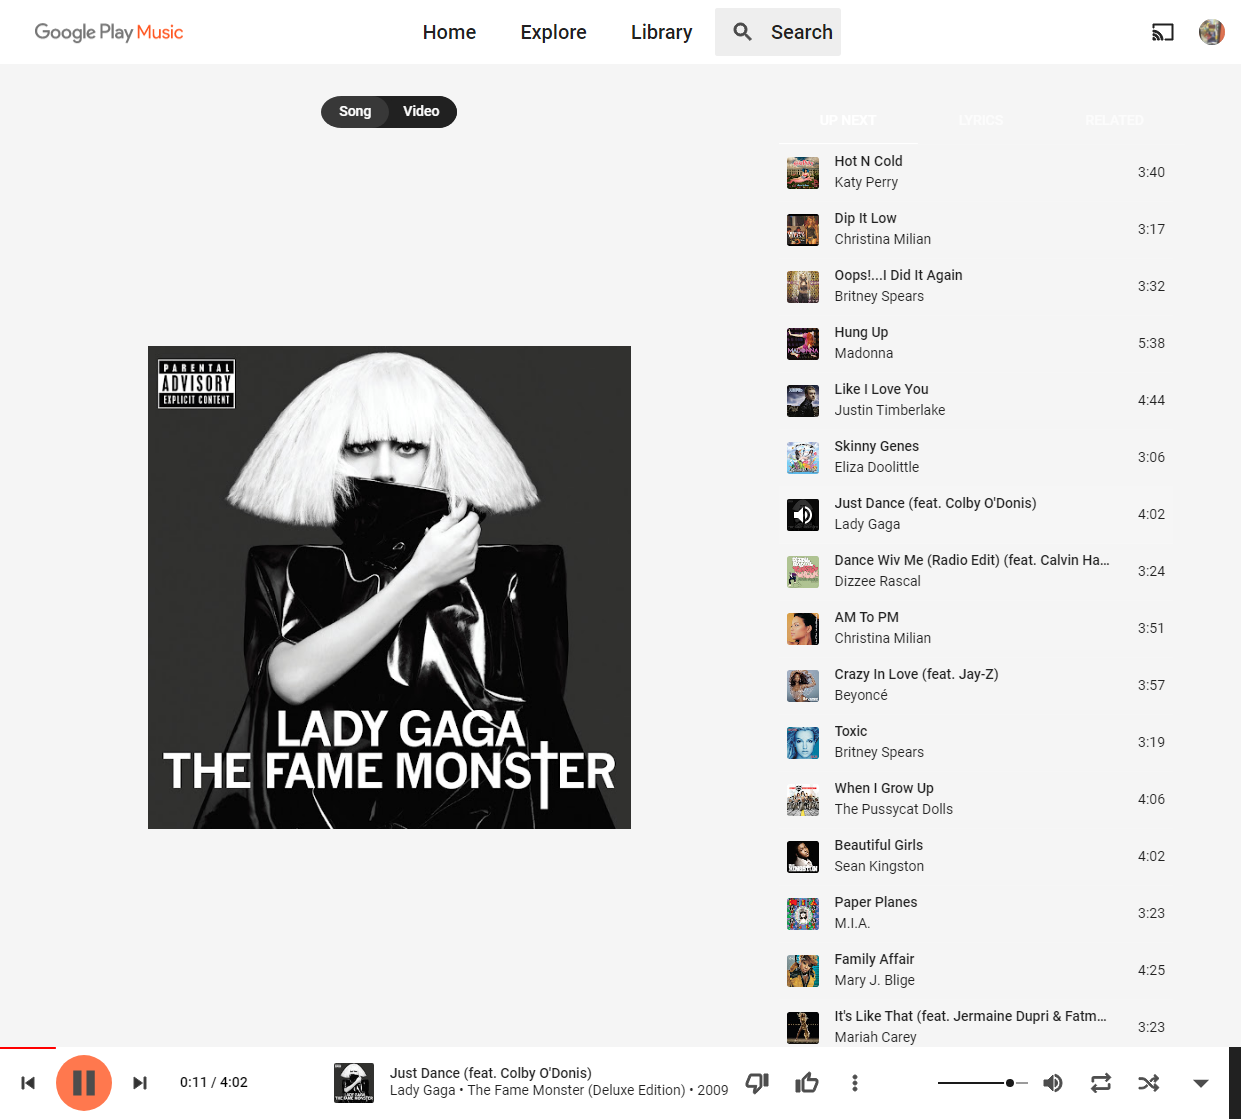 Google Play Music
Home
Explore
Library
Search
Song
Video
UP NEXT
LYRICS
RELATED
PARENTAL
ADVISORY
EXPLICIT CONTENT
LADY GAGA
THE FAME MONSTER
Hot N Cold
Katy Perry
3:40
Dip It Low
Christina Milian
3:17
Oops!...I Did It Again
Britney Spears
3:32
Hung Up
Madonna
5:38
Like I Love You
Justin Timberlake
4:44
Skinny Genes
Eliza Doolittle
3:06
Just Dance (feat. Colby O'Donis)
Lady Gaga
4:02
Dance Wiv Me (Radio Edit) (feat. Calvin Ha...
Dizzee Rascal
3:24
AM To PM
Christina Milian
3:51
Crazy In Love (feat. Jay-Z)
Beyoncé
3:57
Toxic
Britney Spears
3:19
When I Grow Up
The Pussycat Dolls
4:06
Beautiful Girls
Sean Kingston
4:02
Paper Planes
M.I.A.
3:23
Family Affair
Mary J. Blige
4:25
It's Like That (feat. Jermaine Dupri & Fatm...
Mariah Carey
3:23
0:11 / 4:02
LADY GAGA
THE FAME MONSTER
Just Dance (feat. Colby O'Donis)
Lady Gaga • The Fame Monster (Deluxe Edition) • 2009